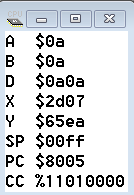 A $0a
B $0a
D $0a0a
X $2d07
Y $65ea
SP $00ff
PC $8005
CC %11010000